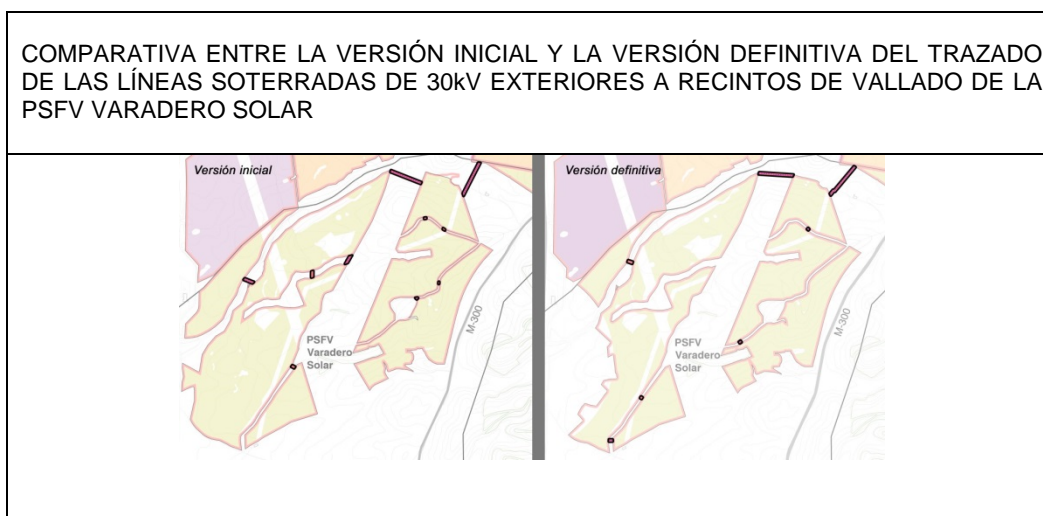 COMPARATIVA ENTRE LA VERSIÓN INICIAL Y LA VERSIÓN DEFINITIVA DEL TRAZADO
DE LAS LÍNEAS SOTERRADAS DE 30kV EXTERIORES A RECINTOS DE VALLADO DE LA
PSFV VARADERO SOLAR
Versión inicial
PSFV
Varadero
Solar
M-300
Versión definitiva
PSFV
Varadero
Solar
M-300